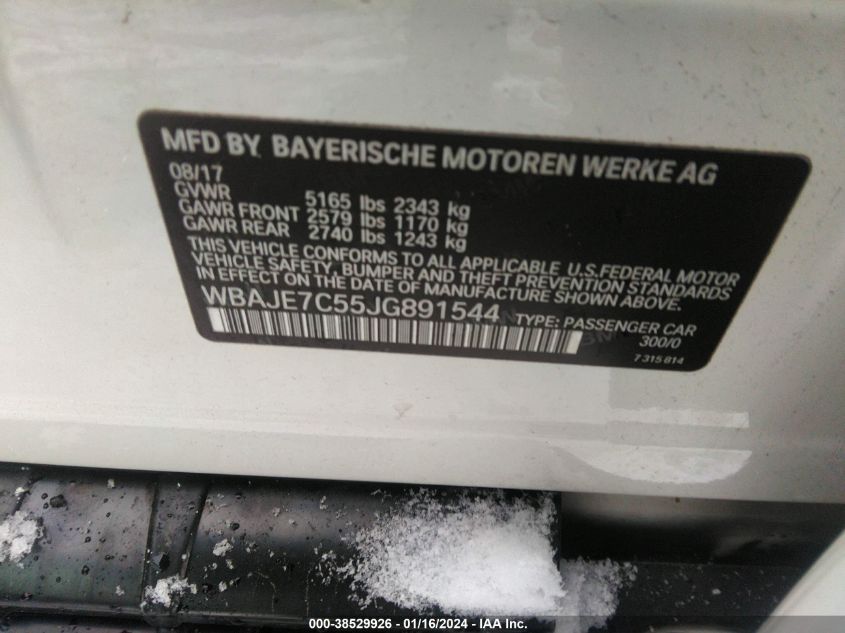 MFD BY BAYERISCHE MOTOREN WERKE AG
08/17
GVWR 5165 lbs 2343 kg
GAWR FRONT 2579 lbs 1170 kg
GAWR REAR 2740 lbs 1243 kg
THIS VEHICLE CONFORMS TO ALL APPLICABLE U.S.FEDERAL MOTOR
VEHICLE SAFETY, BUMPER AND THEFT PREVENTION STANDARDS
IN EFFECT ON THE DATE OF MANUFACTURE SHOWN ABOVE.
WBAJE7C55JG891544 TYPE: PASSENGER CAR
300/0
7 315 814
000-38529926 - 01/16/2024 - IAA Inc.